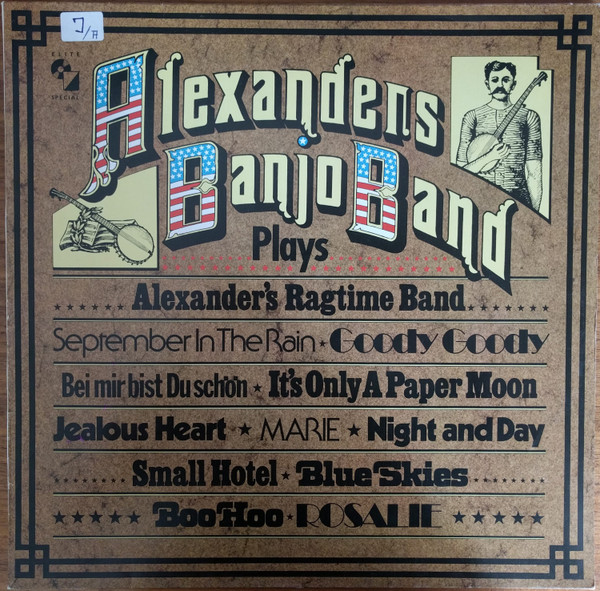 J/A
ELITE
SPECIAL
Alexanders
Banjo Band
Plays
Alexander's Ragtime Band
September In The Rain ★ Goody Goody
Bei mir bist Du schön ★ It's Only A Paper Moon
Jealous Heart ★ MARIE ★ Night and Day
Small Hotel ★ Blue Skies
Boo Hoo ★ ROSALIE